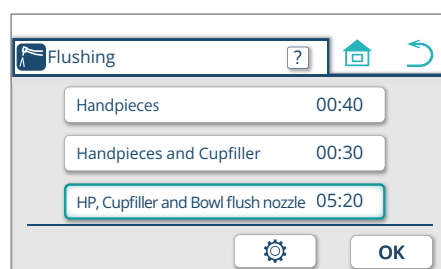 Flushing ?
Handpieces 00:40
Handpieces and Cupfiller 00:30
HP, Cupfiller and Bowl flush nozzle 05:20
OK